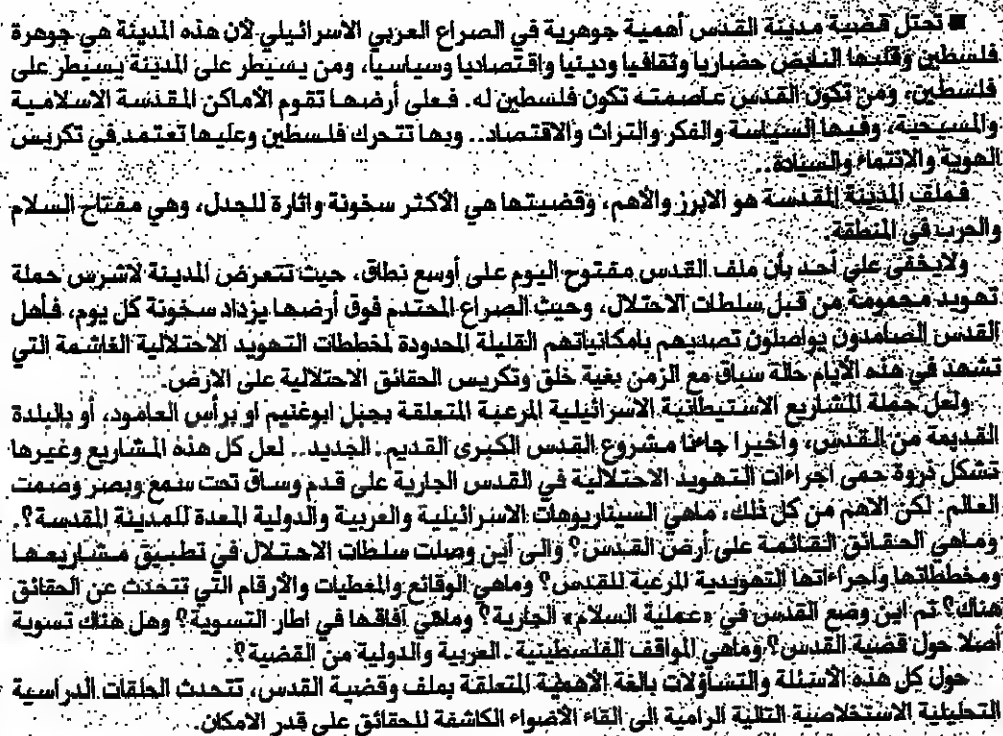 ■ تحتل قضية مدينة القدس أهمية جوهرية في الصراع العربي الاسرائيلي لأن هذه المدينة هي جوهرة
فلسطين وقلبها النابض حضاريا وثقافيا ودينيا واقتصاديا وسياسيا، ومن يسيطر على المدينة يسيطر على
فلسطين، ومن تكون القدس عاصمته تكون فلسطين له. فعلى أرضها تقوم الأماكن المقدسة الاسلامية
والمسيحية، وفيها السياسة والفكر والتراث والاقتصاد.. وبها تتحرك فلسطين وعليها تعتمد في تكريس
الهوية والانتماء والسيادة..
فملف المدينة المقدسة هو الابرز والأهم، وقضيتها هي الأكثر سخونة واثارة للجدل، وهي مفتاح السلام
والحرب في المنطقة.
ولايخفى على أحد بأن ملف القدس مفتوح اليوم على أوسع نطاق، حيث تتعرض المدينة لاشرس حملة
تهويد محمومة من قبل سلطات الاحتلال، وحيث الصراع المحتدم فوق أرضها يزداد سخونة كل يوم، فأهل
القدس الصامدون يواصلون تصديهم بامكانياتهم القليلة المحدودة لمخططات التهويد الاحتلالية الغاشمة التي
تشهد في هذه الأيام حالة سباق مع الزمن بغية خلق وتكريس الحقائق الاحتلالية على الارض.
ولعل جملة المشاريع الاستيطانية الاسرائيلية المرعبة المتعلقة بجبل ابوغنيم او برأس العامود، أو بالبلدة
القديمة من القدس، واخيرا جاءنا مشروع القدس الكبرى القديم. الجديد.. لعل كل هذه المشاريع وغيرها
تشكل ذروة حمى اجراءات التهويد الاحتلالية في القدس الجارية على قدم وساق تحت سمع وبصر وصمت
العالم. لكن الاهم من كل ذلك، ماهي السيناريوهات الاسرائيلية والعربية والدولية المعدة للمدينة المقدسة؟.
وماهي الحقائق القائمة على أرض القدس؟ والى أين وصلت سلطات الاحتلال في تطبيق مشاريعها
ومخططاتها واجراءاتها التهويدية المرعبة للقدس؟ وماهي الوقائع والمعطيات والأرقام التي تتحدث عن الحقائق
هناك؟ ثم اين وضع القدس في «عملية السلام» الجارية؟ وماهي آفاقها في اطار التسوية؟ وهل هناك تسوية
اصلا حول قضية القدس؟ وماهي المواقف الفلسطينية . العربية والدولية من القضية؟.
حول كل هذه الأسئلة والتساؤلات بالغة الأهمية المتعلقة بملف وقضية القدس، تتحدث الحلقات الدراسية
التحليلية الاستخلاصية التالية الرامية الى القاء الأضواء الكاشفة للحقائق على قدر الامكان.